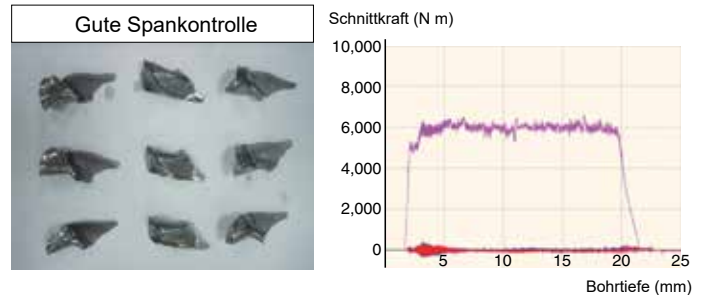 Gute Spankontrolle
Schnittkraft (N m)
10,000
8,000
6,000
4,000
2,000
0
5 10 15 20 25
Bohrtiefe (mm)